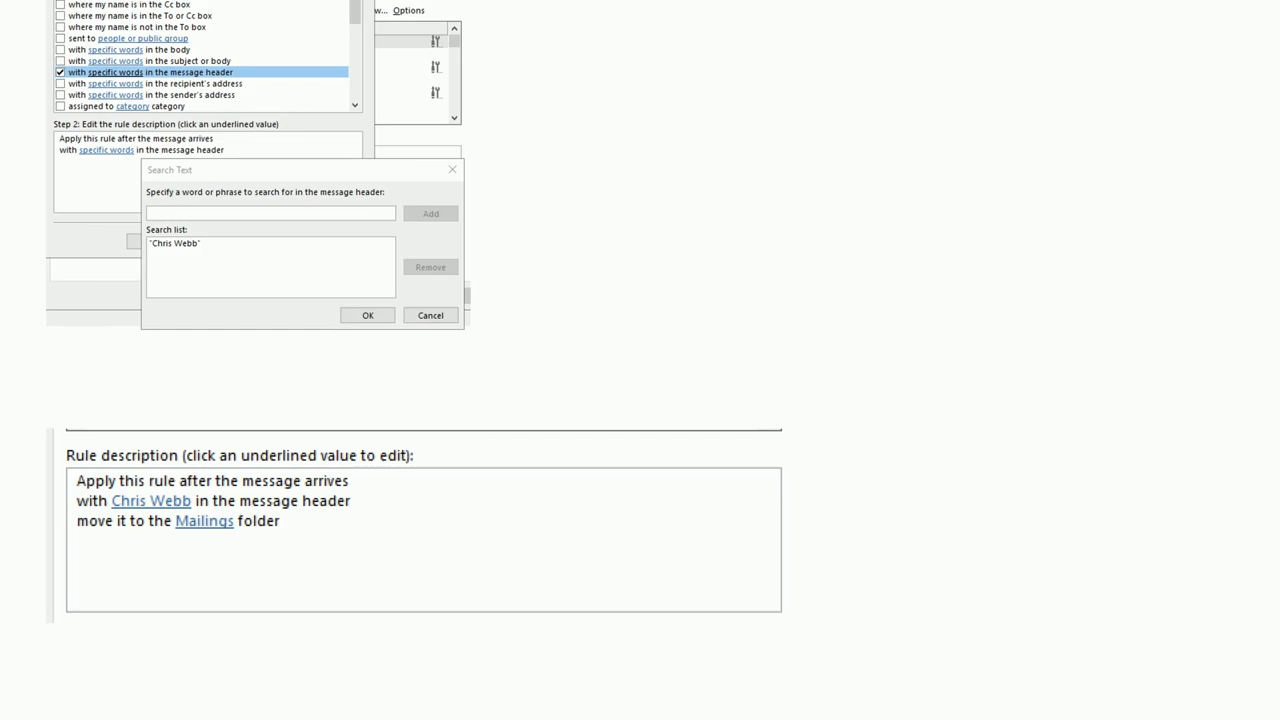 where my name is in the Cc box
w... Options
where my name is in the To or Cc box
where my name is not in the To box
sent to people or public group
with specific words in the body
with specific words in the subject or body
with specific words in the message header
with specific words in the recipient's address
with specific words in the sender's address
assigned to category category
Step 2: Edit the rule description (click an underlined value)
Apply this rule after the message arrives
with specific words in the message header
Search Text
Specify a word or phrase to search for in the message header:
Add
Search list:
"Chris Webb"
Remove
OK Cancel
Rule description (click an underlined value to edit):
Apply this rule after the message arrives
with Chris Webb in the message header
move it to the Mailings folder